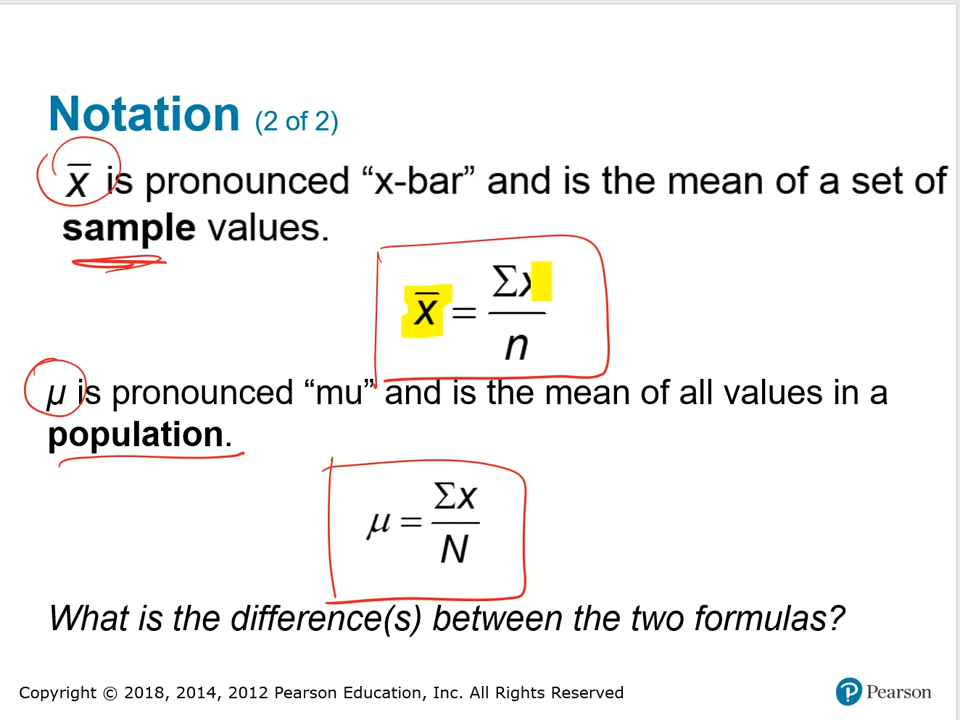 Notation (2 of 2)
x̄ is pronounced “x-bar” and is the mean of a set of
sample values.
x̄ = Σx / n
μ is pronounced “mu” and is the mean of all values in a
population.
μ = Σx / N
What is the difference(s) between the two formulas?
Copyright © 2018, 2014, 2012 Pearson Education, Inc. All Rights Reserved
P Pearson